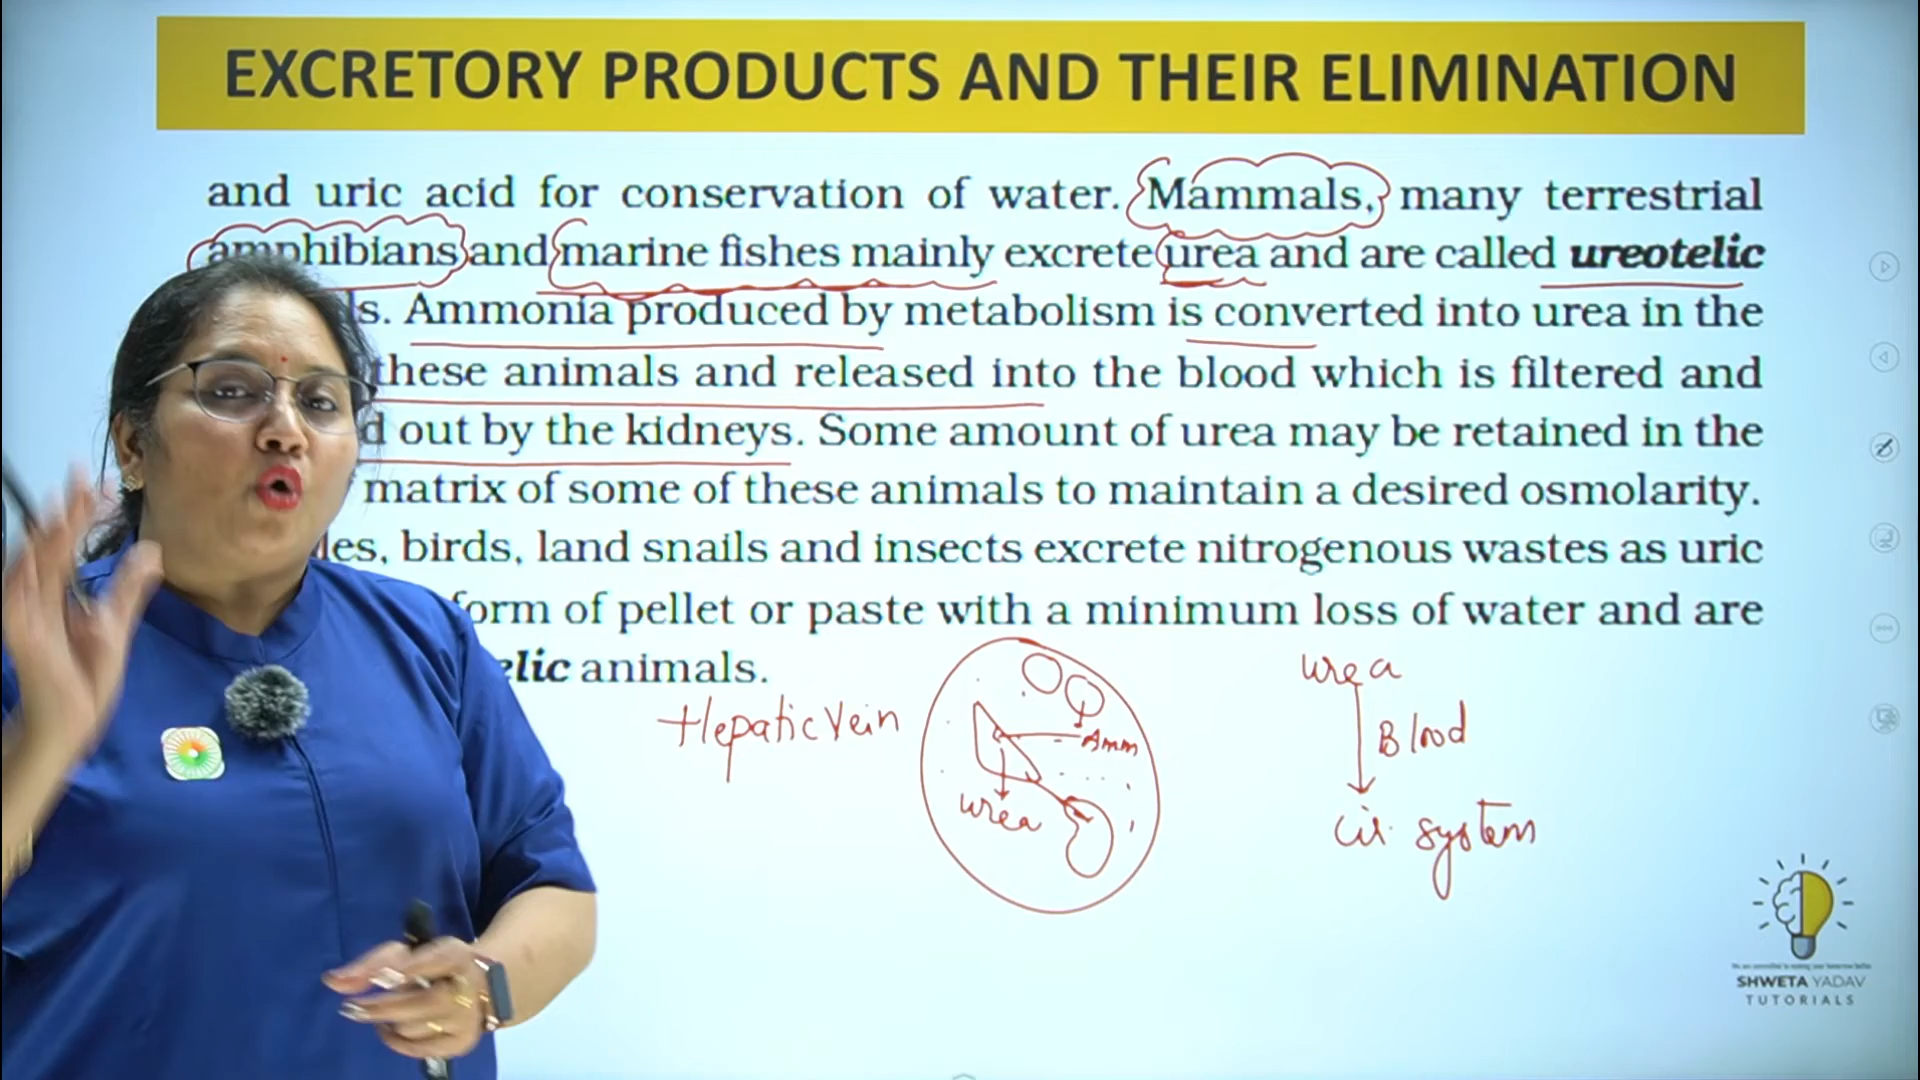 EXCRETORY PRODUCTS AND THEIR ELIMINATION
and uric acid for conservation of water. Mammals, many terrestrial
amphibians and marine fishes mainly excrete urea and are called ureotelic
s. Ammonia produced by metabolism is converted into urea in the
these animals and released into the blood which is filtered and
d out by the kidneys. Some amount of urea may be retained in the
matrix of some of these animals to maintain a desired osmolarity.
les, birds, land snails and insects excrete nitrogenous wastes as uric
form of pellet or paste with a minimum loss of water and are
elic animals.
Hepatic Vein
Amm
urea
urea
Blood
cir. system
SHWETA YADAV
TUTORIALS